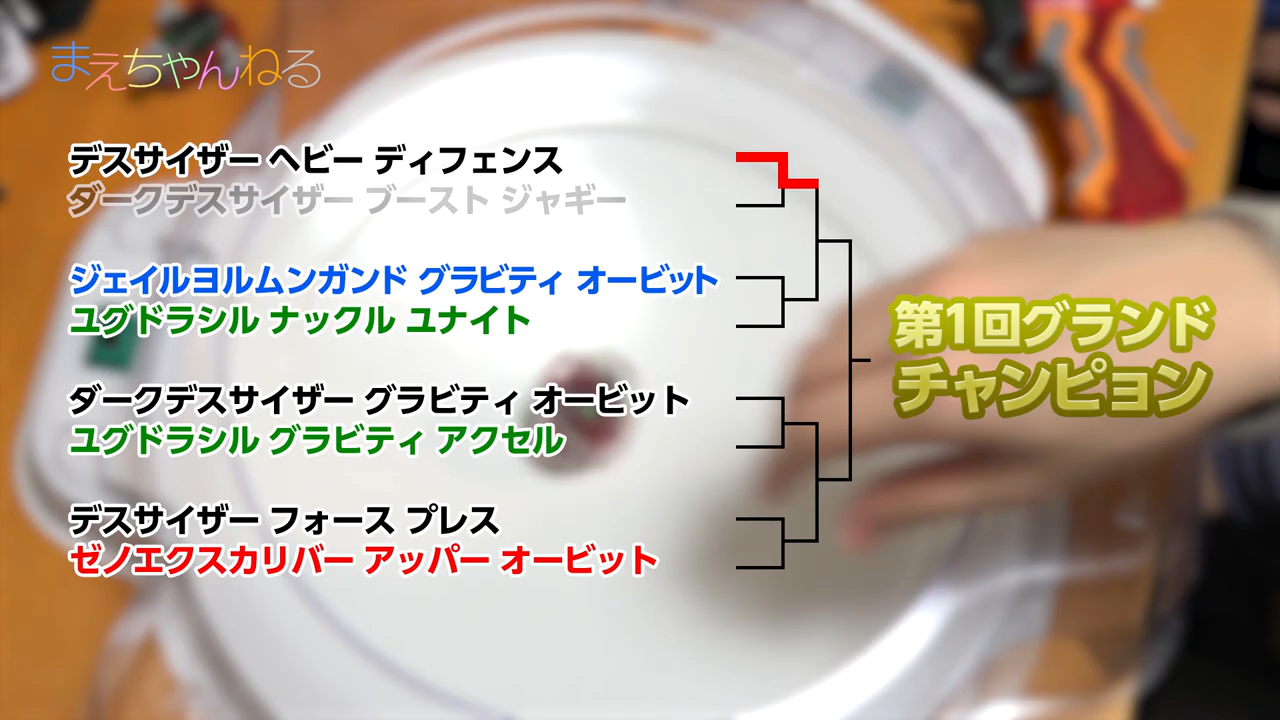 まえちゃんねる
デスサイザー ヘビー ディフェンス
ダークデスサイザー ブースト ジャギー
ジェイルヨルムンガンド グラビティ オービット
ユグドラシル ナックル ユナイト
ダークデスサイザー グラビティ オービット
ユグドラシル グラビティ アクセル
デスサイザー フォース プレス
ゼノエクスカリバー アッパー オービット
第1回グランド
チャンピョン